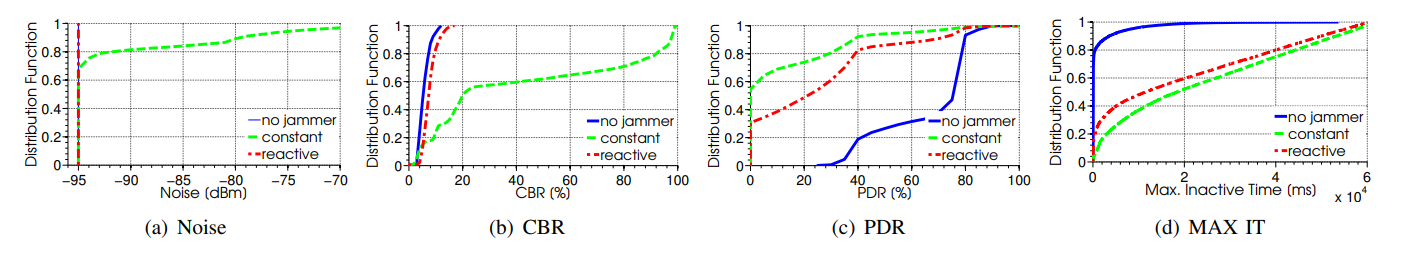 Distribution Function
1
0.8
0.6
0.4
0.2
0
no jammer
constant
reactive
−95 −90 −85 −80 −75 −70
Noise (dBm)
(a) Noise
Distribution Function
1
0.8
0.6
0.4
0.2
0
no jammer
constant
reactive
0 20 40 60 80 100
CBR (%)
(b) CBR
Distribution Function
1
0.8
0.6
0.4
0.2
0
no jammer
constant
reactive
0 20 40 60 80 100
PDR (%)
(c) PDR
Distribution Function
1
0.8
0.6
0.4
0.2
0
no jammer
constant
reactive
0 2 4 6
Max. Inactive Time (ms)
x 10⁴
(d) MAX IT